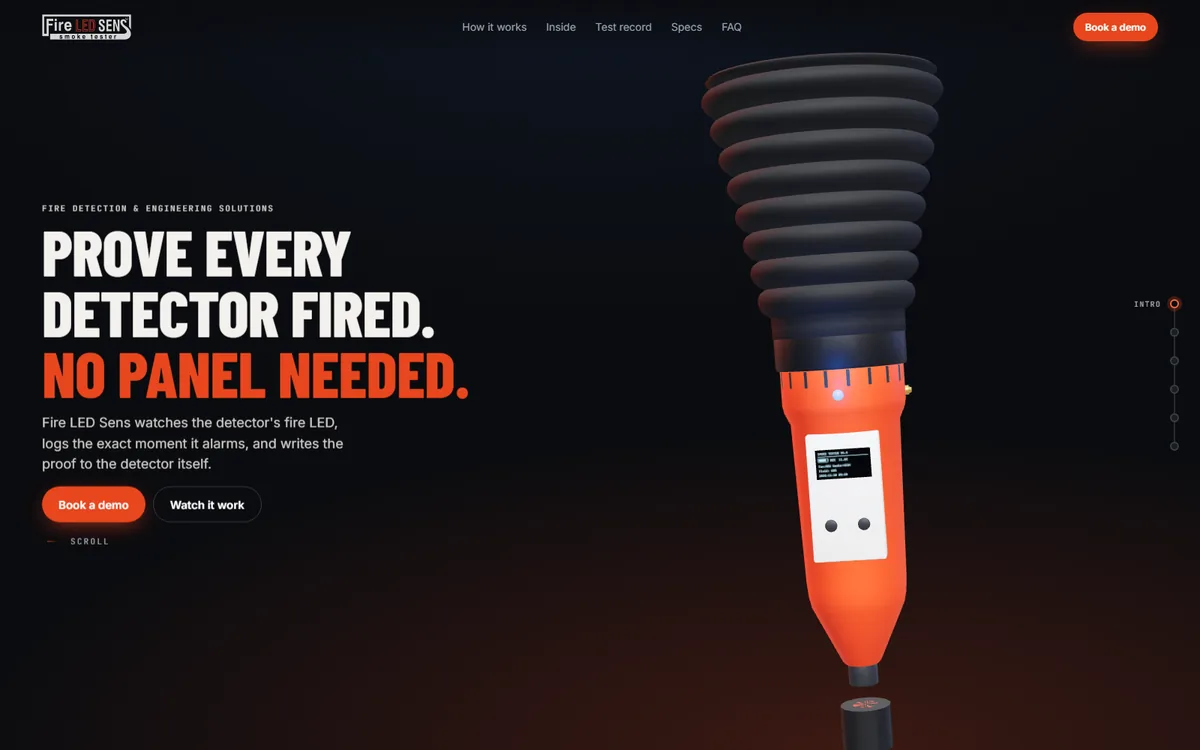 Fire LED SENS
smoke tester
How it works
Inside
Test record
Specs
FAQ
Book a demo
FIRE DETECTION & ENGINEERING SOLUTIONS
PROVE EVERY
DETECTOR FIRED.
NO PANEL NEEDED.
Fire LED Sens watches the detector's fire LED,
logs the exact moment it alarms, and writes the
proof to the detector itself.
Book a demo
Watch it work
SCROLL
INTRO